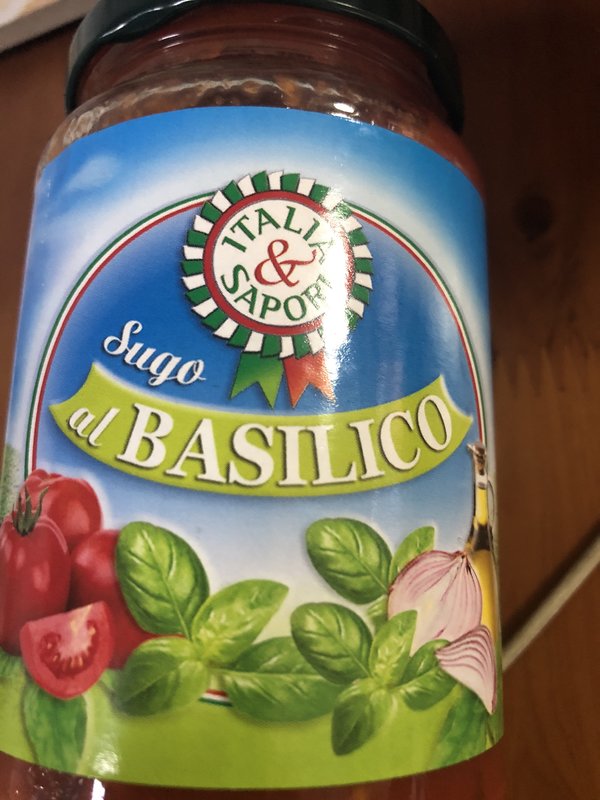 ITALIA
&
SAPORI
Sugo
al BASILICO